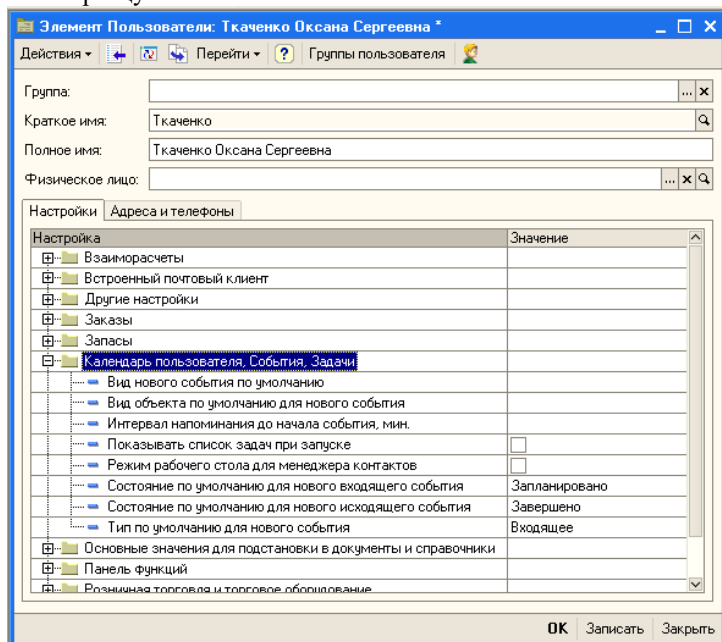 Элемент Пользователи: Ткаченко Оксана Сергеевна *
Действия Перейти ? Группы пользователя
Группа: ... x
Краткое имя: Ткаченко
Полное имя: Ткаченко Оксана Сергеевна
Физическое лицо: ... x
Настройки Адреса и телефоны
Настройка Значение
Взаиморасчеты
Встроенный почтовый клиент
Другие настройки
Заказы
Запасы
Календарь пользователя, События, Задачи
Вид нового события по умолчанию
Вид объекта по умолчанию для нового события
Интервал напоминания до начала события, мин.
Показывать список задач при запуске
Режим рабочего стола для менеджера контактов
Состояние по умолчанию для нового входящего события Запланировано
Состояние по умолчанию для нового исходящего события Завершено
Тип по умолчанию для нового события Входящее
Основные значения для подстановки в документы и справочники
Панель функций
Розничная торговля и торговое оборудование
OK Записать Закрыть